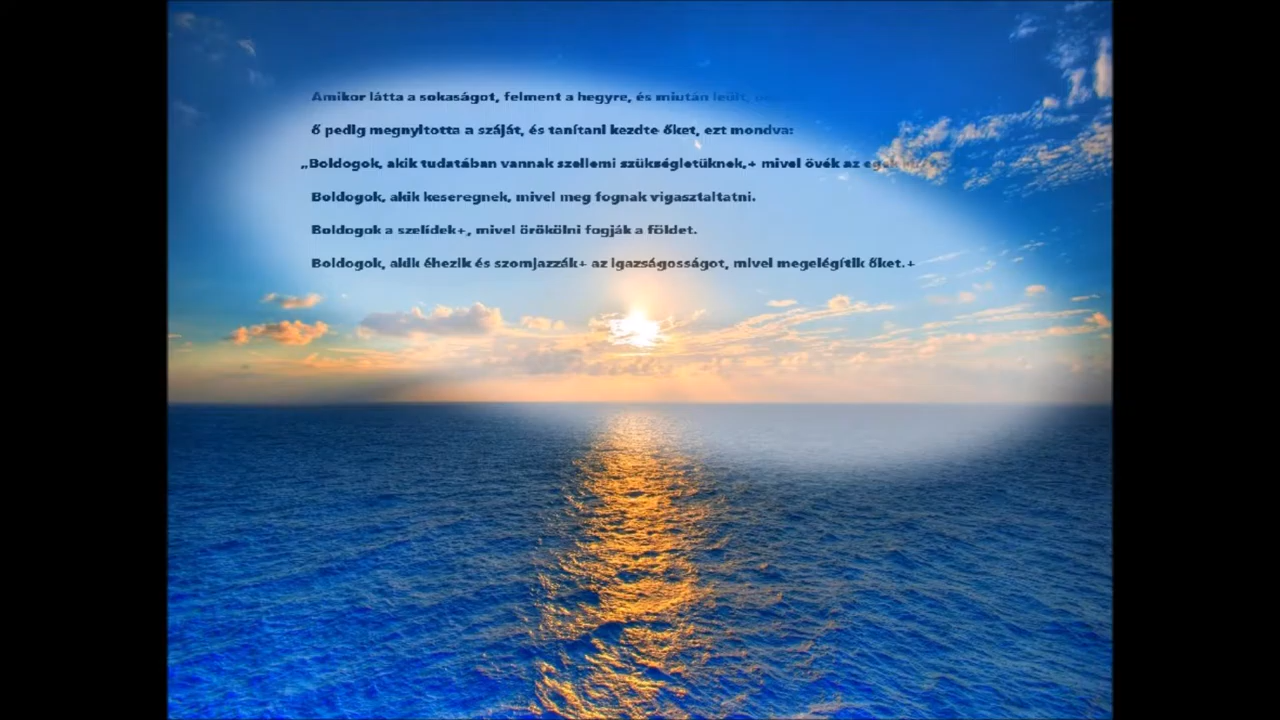 Amikor látta a sokaságot, felment a hegyre, és miután leült,
ő pedig megnyitotta a száját, és tanítani kezdte őket, ezt mondva:
„Boldogok, akik tudatában vannak szellemi szükségletüknek,+ mivel övék az
Boldogok, akik keseregnek, mivel meg fognak vigasztaltatni.
Boldogok a szelídek+, mivel örökölni fogják a földet.
Boldogok, akik éhezik és szomjazzák+ az igazságosságot, mivel megelégítik őket.+